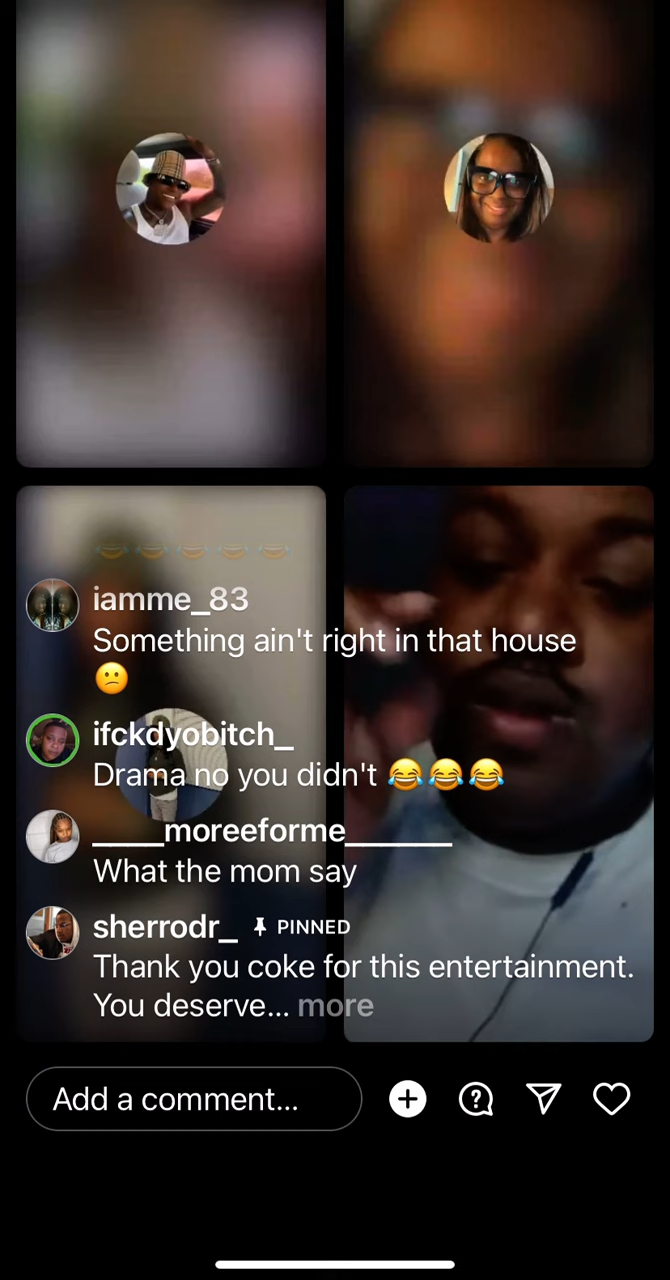 😂😂😂😂😂
iamme_83
Something ain't right in that house
😕
ifckdyobitch_
Drama no you didn't 😂😂😂
_____moreeforme_______
What the mom say
sherrodr_ PINNED
Thank you coke for this entertainment.
You deserve... more
Add a comment...